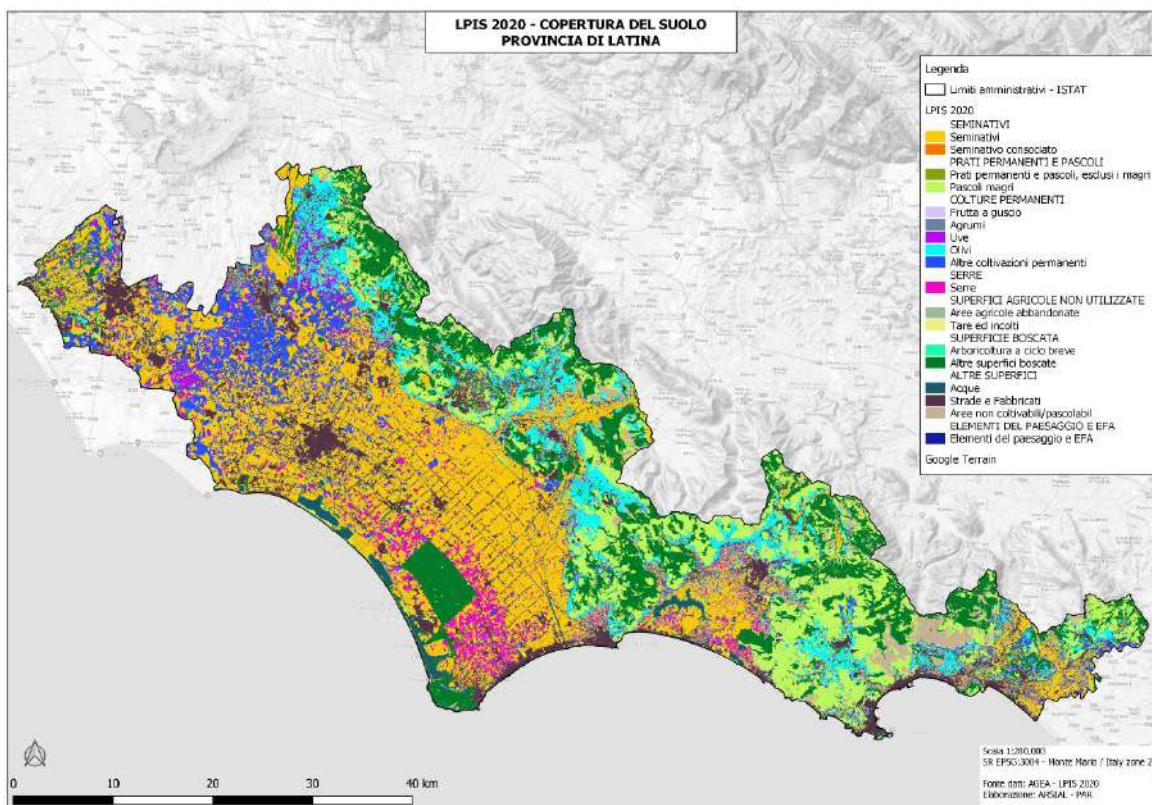 LPIS 2020 - COPERTURA DEL SUOLO
PROVINCIA DI LATINA
Legenda
Limiti amministrativi - ISTAT
LPIS 2020
SEMINATIVI
Seminativi
Seminativo consociato
PRATI PERMANENTI E PASCOLI
Prati permanenti e pascoli, esclusi i magri
Pascoli magri
COLTURE PERMANENTI
Frutta a guscio
Agrumi
Uve
Olivi
Altre coltivazioni permanenti
SERRE
Serre
SUPERFICI AGRICOLE NON UTILIZZATE
Aree agricole abbandonate
Tare ed incolti
SUPERFICIE BOSCATA
Arboricoltura a ciclo breve
Altre superfici boscate
ALTRE SUPERFICI
Acque
Strade e Fabbricati
Aree non coltivabili/pascolabil
ELEMENTI DEL PAESAGGIO E EFA
Elementi del paesaggio e EFA
Google Terrain
0 10 20 30 40 km
Scala 1:280.000
SR EPSG:3004 - Monte Mario / Italy zone 2
Fonte dati: AGEA - LPIS 2020
Elaborazione: ARSIAL - PAR